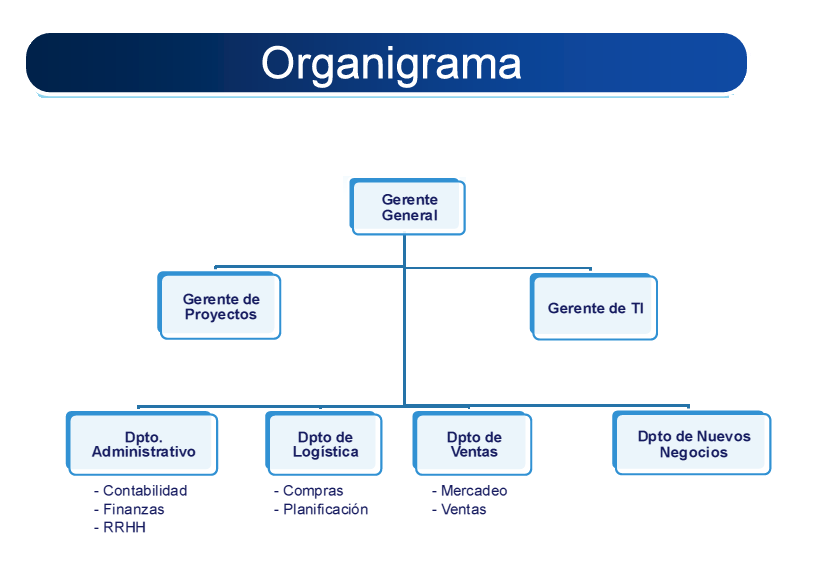 Organigrama
Gerente
General
Gerente de
Proyectos
Gerente de TI
Dpto.
Administrativo
Dpto de
Logística
Dpto de
Ventas
Dpto de Nuevos
Negocios
- Contabilidad
- Finanzas
- RRHH
- Compras
- Planificación
- Mercadeo
- Ventas